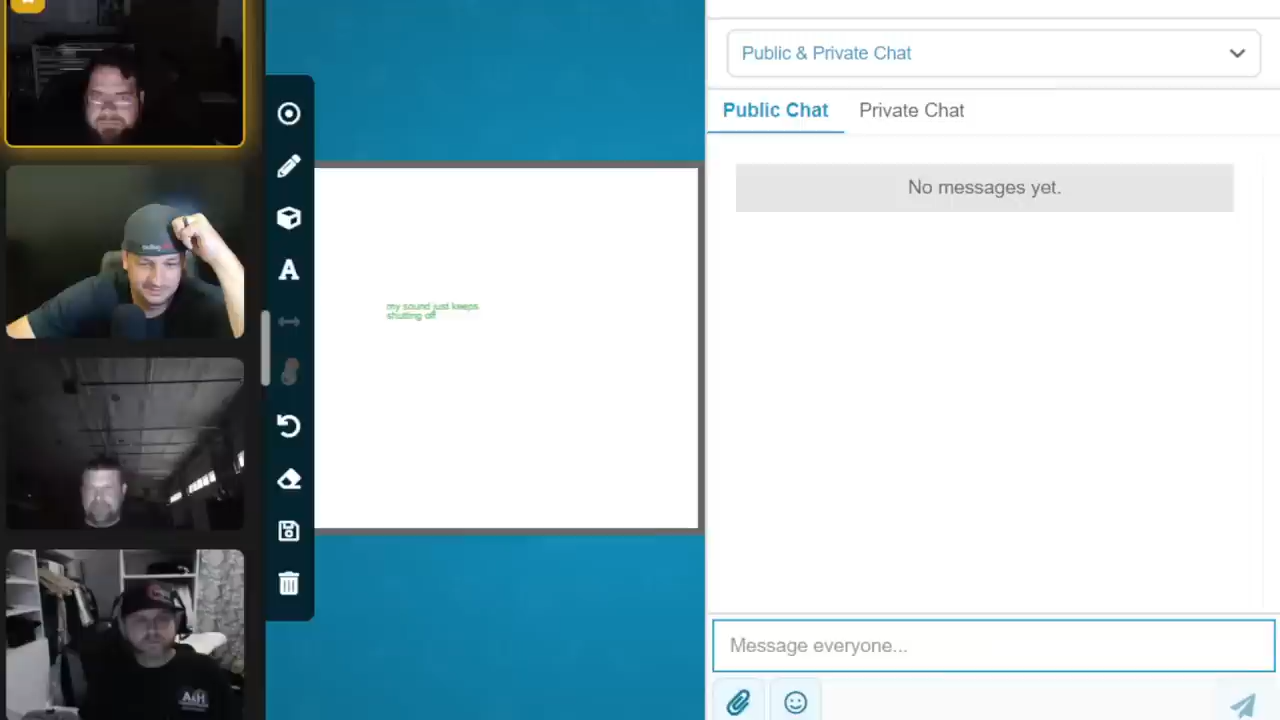 Public & Private Chat
Public Chat
Private Chat
No messages yet.
A
my sound just keeps
shutting off
Message everyone...
A&H